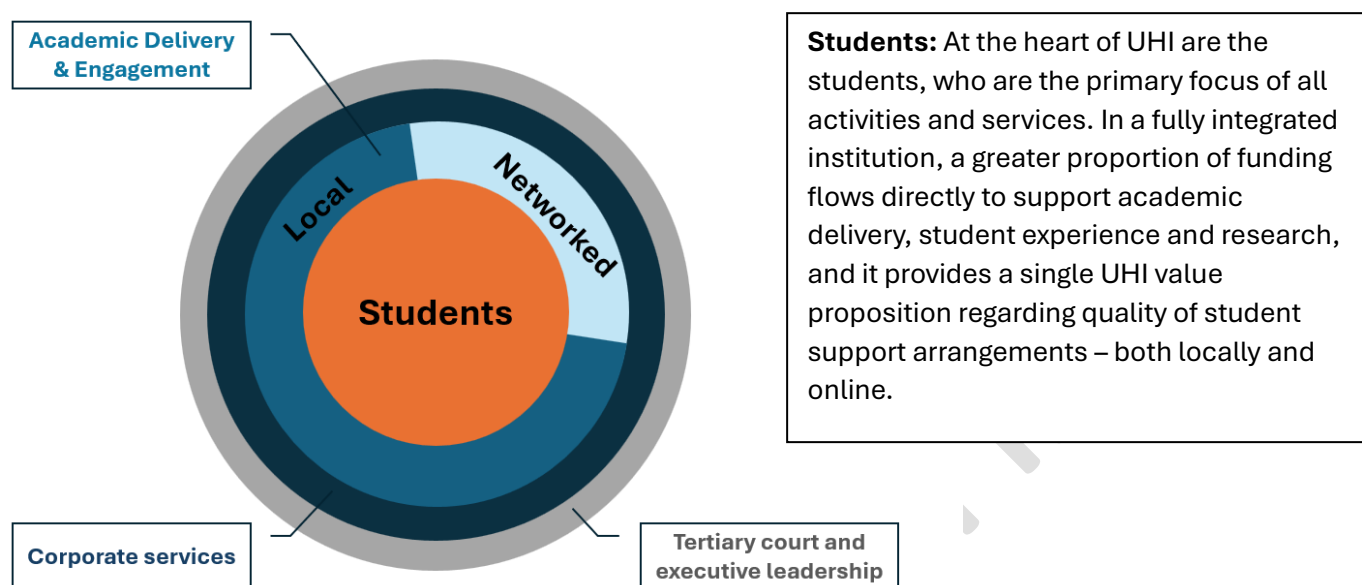 Academic Delivery
& Engagement
Local
Networked
Students
Corporate services
Tertiary court and
executive leadership
Students: At the heart of UHI are the
students, who are the primary focus of all
activities and services. In a fully integrated
institution, a greater proportion of funding
flows directly to support academic
delivery, student experience and research,
and it provides a single UHI value
proposition regarding quality of student
support arrangements – both locally and
online.